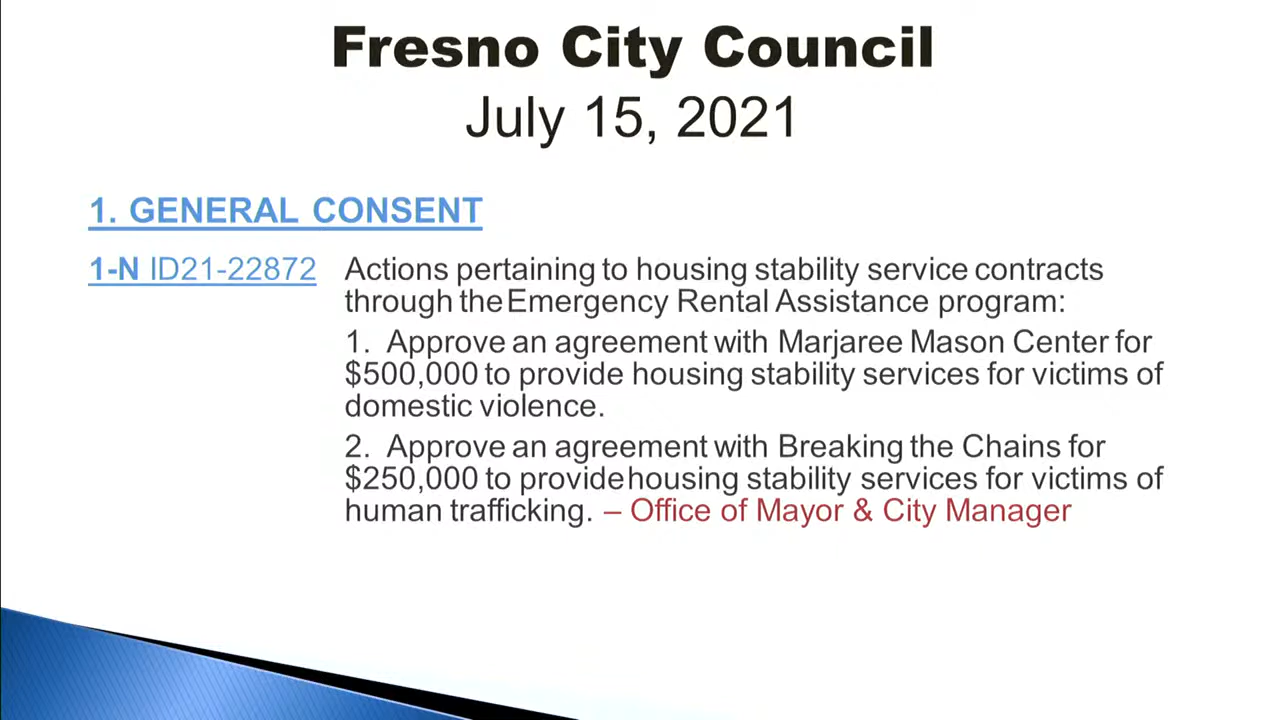 Fresno City Council
July 15, 2021
1. GENERAL CONSENT
1-N ID21-22872 Actions pertaining to housing stability service contracts
through the Emergency Rental Assistance program:
1. Approve an agreement with Marjaree Mason Center for
$500,000 to provide housing stability services for victims of
domestic violence.
2. Approve an agreement with Breaking the Chains for
$250,000 to provide housing stability services for victims of
human trafficking. – Office of Mayor & City Manager